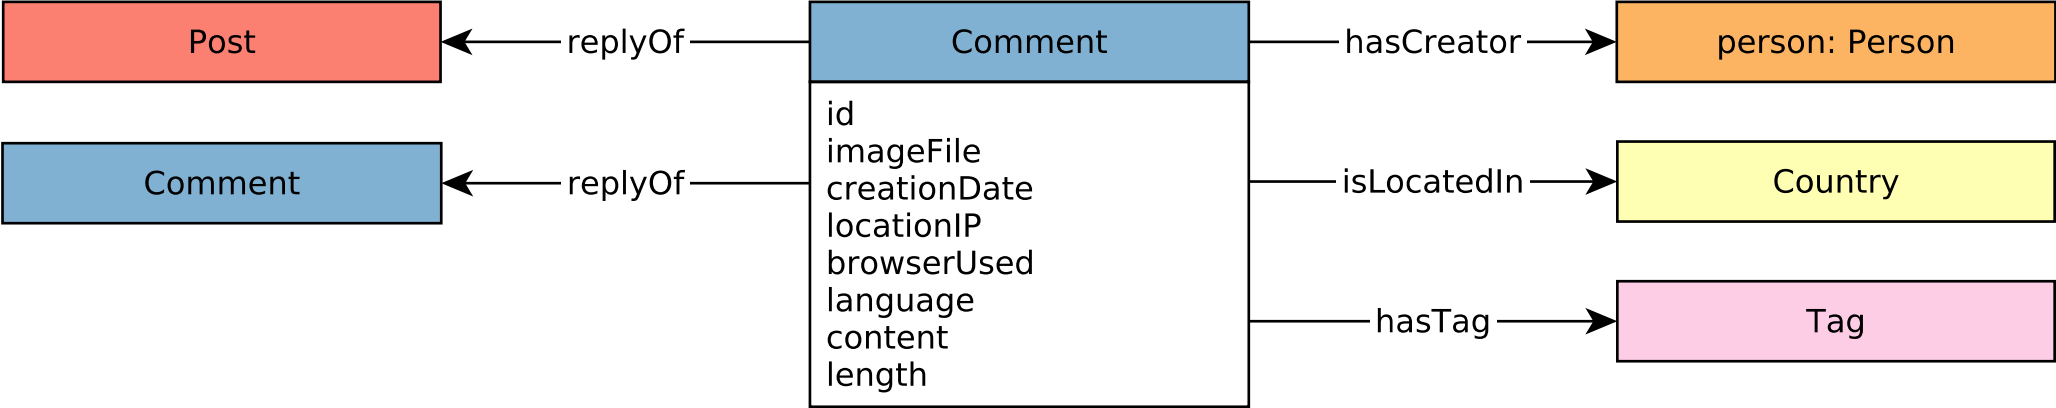 Post
replyOf
Comment
hasCreator
person: Person
Comment
replyOf
id
imageFile
creationDate
locationIP
browserUsed
language
content
length
isLocatedIn
Country
hasTag
Tag